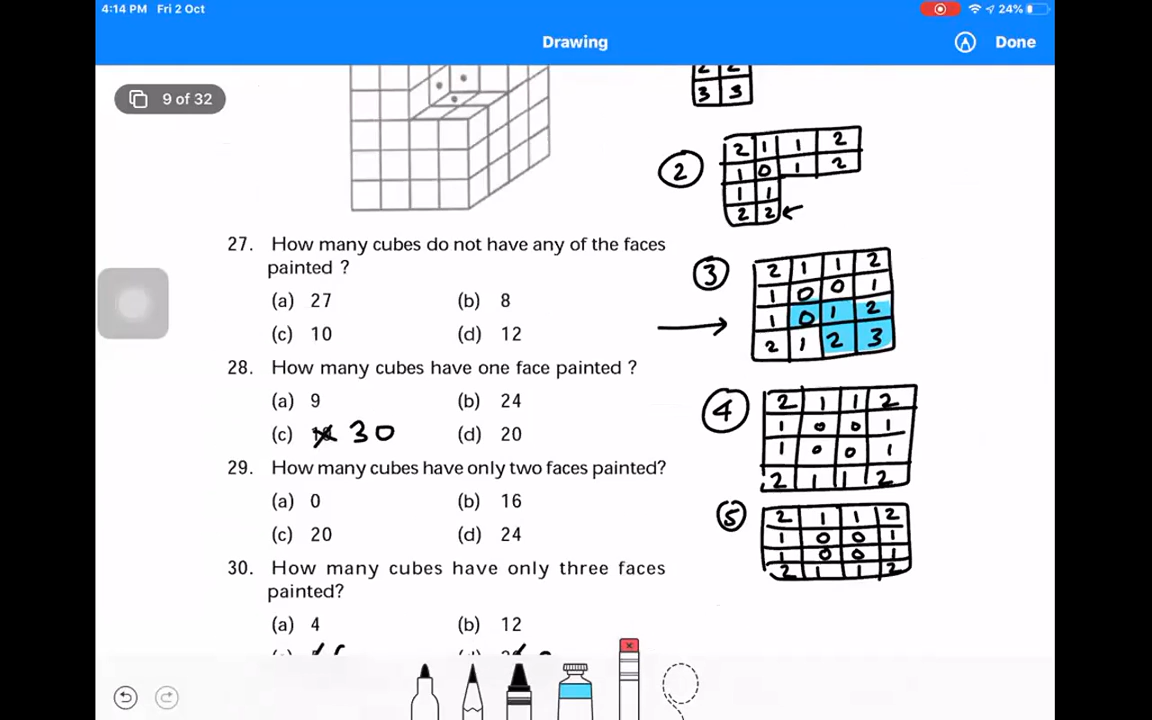 4:14 PM Fri 2 Oct
24%
Drawing
Done
9 of 32
27. How many cubes do not have any of the faces
painted ?
(a) 27 (b) 8
(c) 10 (d) 12
28. How many cubes have one face painted ?
(a) 9 (b) 24
(c) 30 (d) 20
29. How many cubes have only two faces painted?
(a) 0 (b) 16
(c) 20 (d) 24
30. How many cubes have only three faces
painted?
(a) 4 (b) 12
2 2
3 3
2
2 1 1 2
1 0 1 2
1 1
2 2
3
2 1 1 2
1 0 0 1
1 0 1 2
2 1 2 3
4
2 1 1 2
1 0 0 1
1 0 0 1
2 1 1 2
5
2 1 1 2
1 0 0 1
1 0 0 1
2 1 1 2